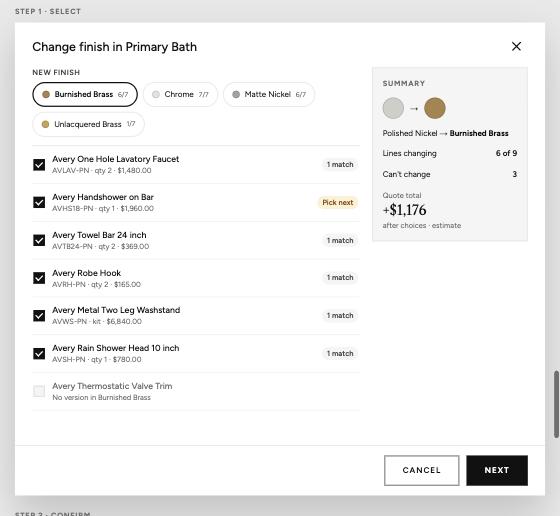 STEP 1 · SELECT
Change finish in Primary Bath
NEW FINISH
Burnished Brass 6/7
Chrome 7/7
Matte Nickel 6/7
Unlacquered Brass 1/7
Avery One Hole Lavatory Faucet
AVLAV-PN · qty 2 · $1,480.00
1 match
Avery Handshower on Bar
AVHS18-PN · qty 1 · $1,960.00
Pick next
Avery Towel Bar 24 inch
AVTB24-PN · qty 2 · $369.00
1 match
Avery Robe Hook
AVRH-PN · qty 2 · $165.00
1 match
Avery Metal Two Leg Washstand
AVWS-PN · kit · $6,840.00
1 match
Avery Rain Shower Head 10 inch
AVSH-PN · qty 1 · $780.00
1 match
Avery Thermostatic Valve Trim
No version in Burnished Brass
SUMMARY
→
Polished Nickel → Burnished Brass
Lines changing 6 of 9
Can't change 3
Quote total
+$1,176
after choices · estimate
CANCEL
NEXT
STEP 2 · CONFIRM